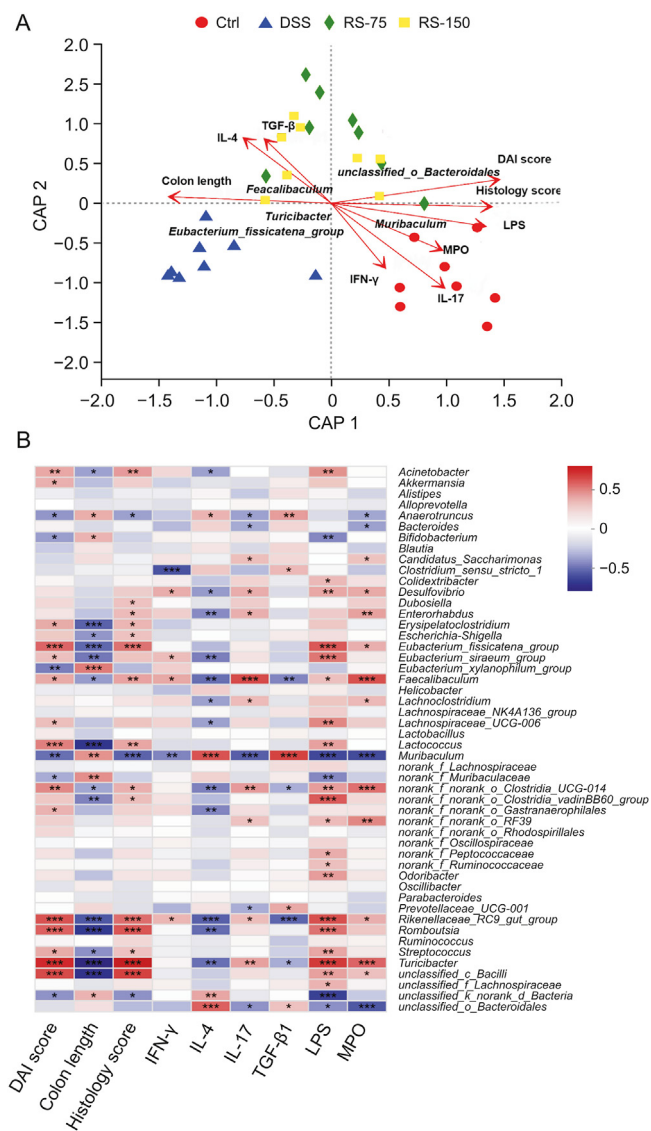 A
Ctrl DSS RS-75 RS-150
2.0
2.5
1.0
0.5
0
−0.5
−1.0
−1.5
−2.0
CAP 2
IL-4
TGF-β
Colon length
Feacalibaculum
Turicibacter
Eubacterium_fissicatena_group
unclassified_o_Bacteroidales
DAI score
Histology score
LPS
Muribaculum
MPO
IFN-γ
IL-17
−2.0 −1.5 −1.0 −0.5 0 0.5 1.0 1.5 2.0
CAP 1
B
Acinetobacter
Akkermansia
Alistipes
Alloprevotella
Anaerotruncus
Bacteroides
Bifidobacterium
Blautia
Candidatus_Saccharimonas
Clostridium_sensu_stricto_1
Colidextribacter
Desulfovibrio
Dubosiella
Enterorhabdus
Erysipelatoclostridium
Escherichia-Shigella
Eubacterium_fissicatena_group
Eubacterium_siraeum_group
Eubacterium_xylanophilum_group
Faecalibaculum
Helicobacter
Lachnoclostridium
Lachnospiraceae_NK4A136_group
Lachnospiraceae_UCG-006
Lactobacillus
Lactococcus
Muribaculum
norank_f_Lachnospiraceae
norank_f_Muribaculaceae
norank_f_norank_o_Clostridia_UCG-014
norank_f_norank_o_Clostridia_vadinBB60_group
norank_f_norank_o_Gastranaerophilales
norank_f_norank_o_RF39
norank_f_norank_o_Rhodospirillales
norank_f_Oscillospiraceae
norank_f_Peptococcaceae
norank_f_Ruminococcaceae
Odoribacter
Oscillibacter
Parabacteroides
Prevotellaceae_UCG-001
Rikenellaceae_RC9_gut_group
Romboutsia
Ruminococcus
Streptococcus
Turicibacter
unclassified_c_Bacilli
unclassified_f_Lachnospiraceae
unclassified_k_norank_d_Bacteria
unclassified_o_Bacteroidales
0.5
0
−0.5
DAI score
Colon length
Histology score
IFN-γ
IL-4
IL-17
TGF-β1
LPS
MPO